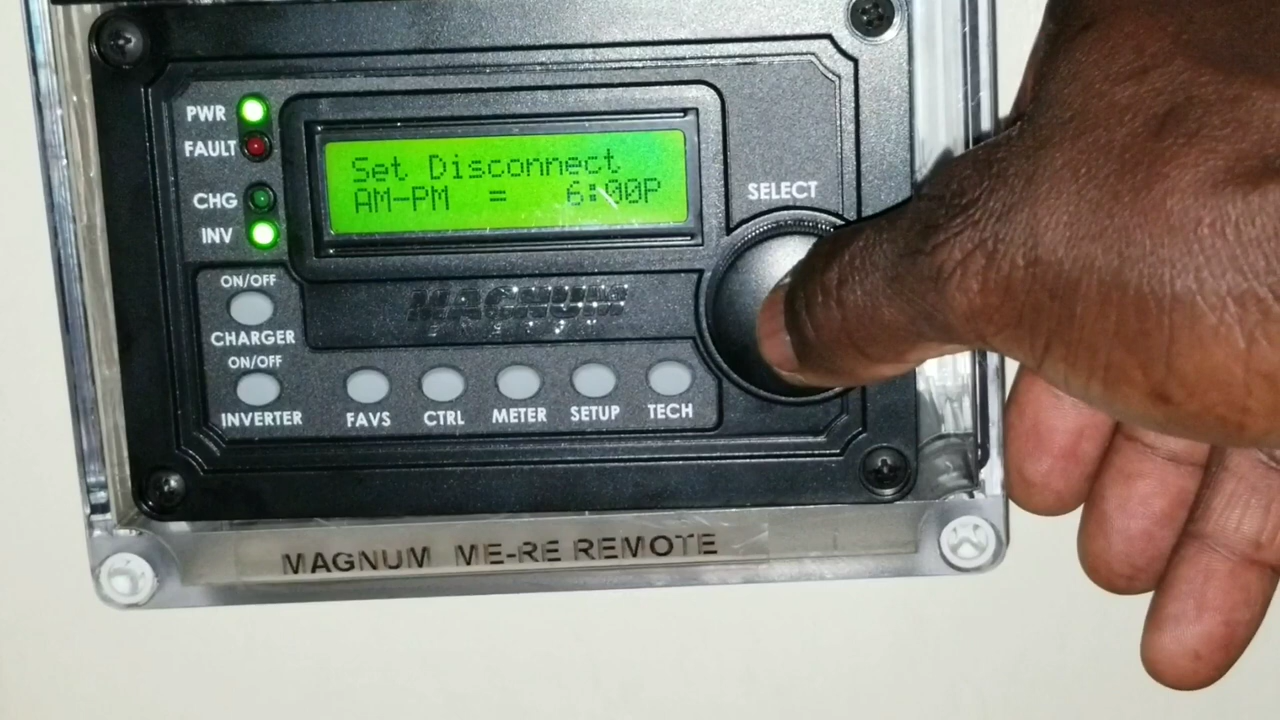 PWR
FAULT
CHG
INV
Set Disconnect
AM-PM = 6:00P
SELECT
ON/OFF
CHARGER
ON/OFF
INVERTER
MAGNUM
ENERGY
FAVS
CTRL
METER
SETUP
TECH
MAGNUM ME-RE REMOTE